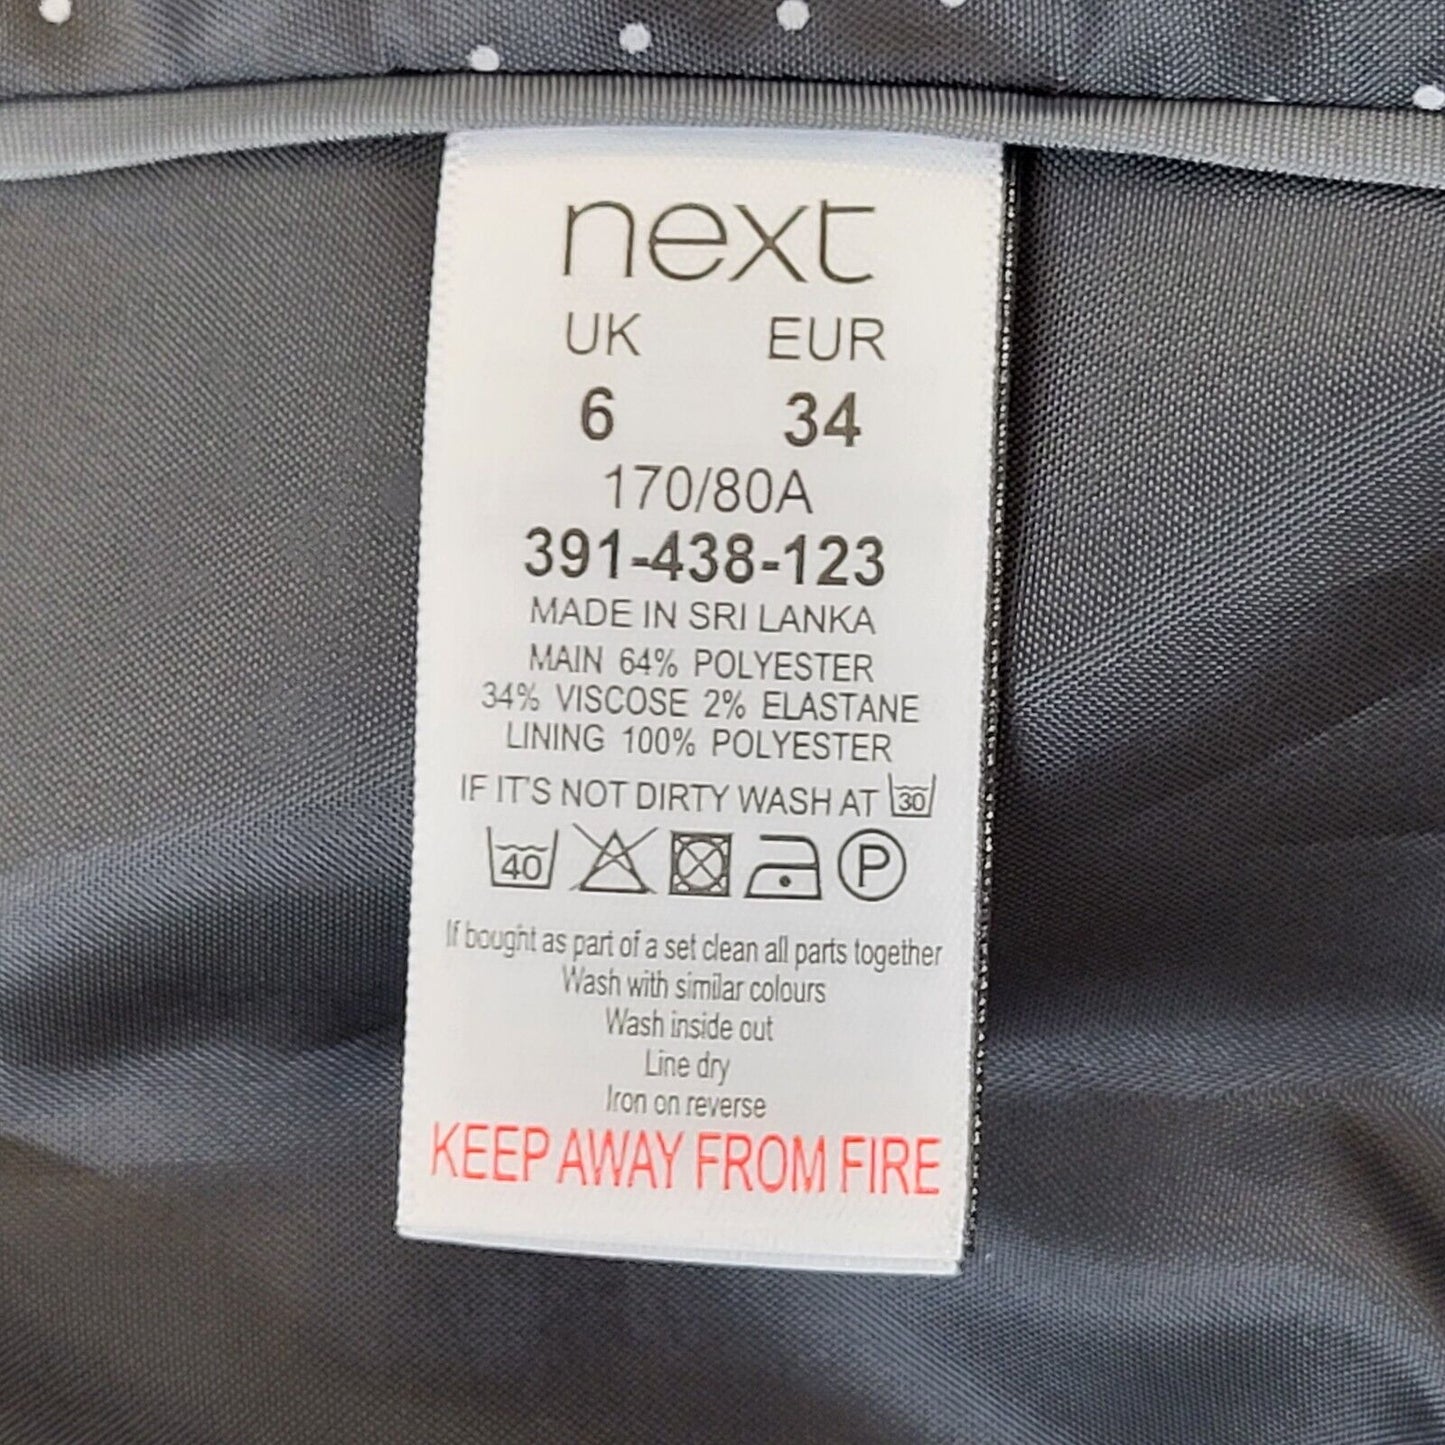 next
UK EUR
6 34
170/80A
391-438-123
MADE IN SRI LANKA
MAIN 64% POLYESTER
34% VISCOSE 2% ELASTANE
LINING 100% POLYESTER
IF IT'S NOT DIRTY WASH AT 30
40 P
If bought as part of a set clean all parts together
Wash with similar colours
Wash inside out
Line dry
Iron on reverse
KEEP AWAY FROM FIRE